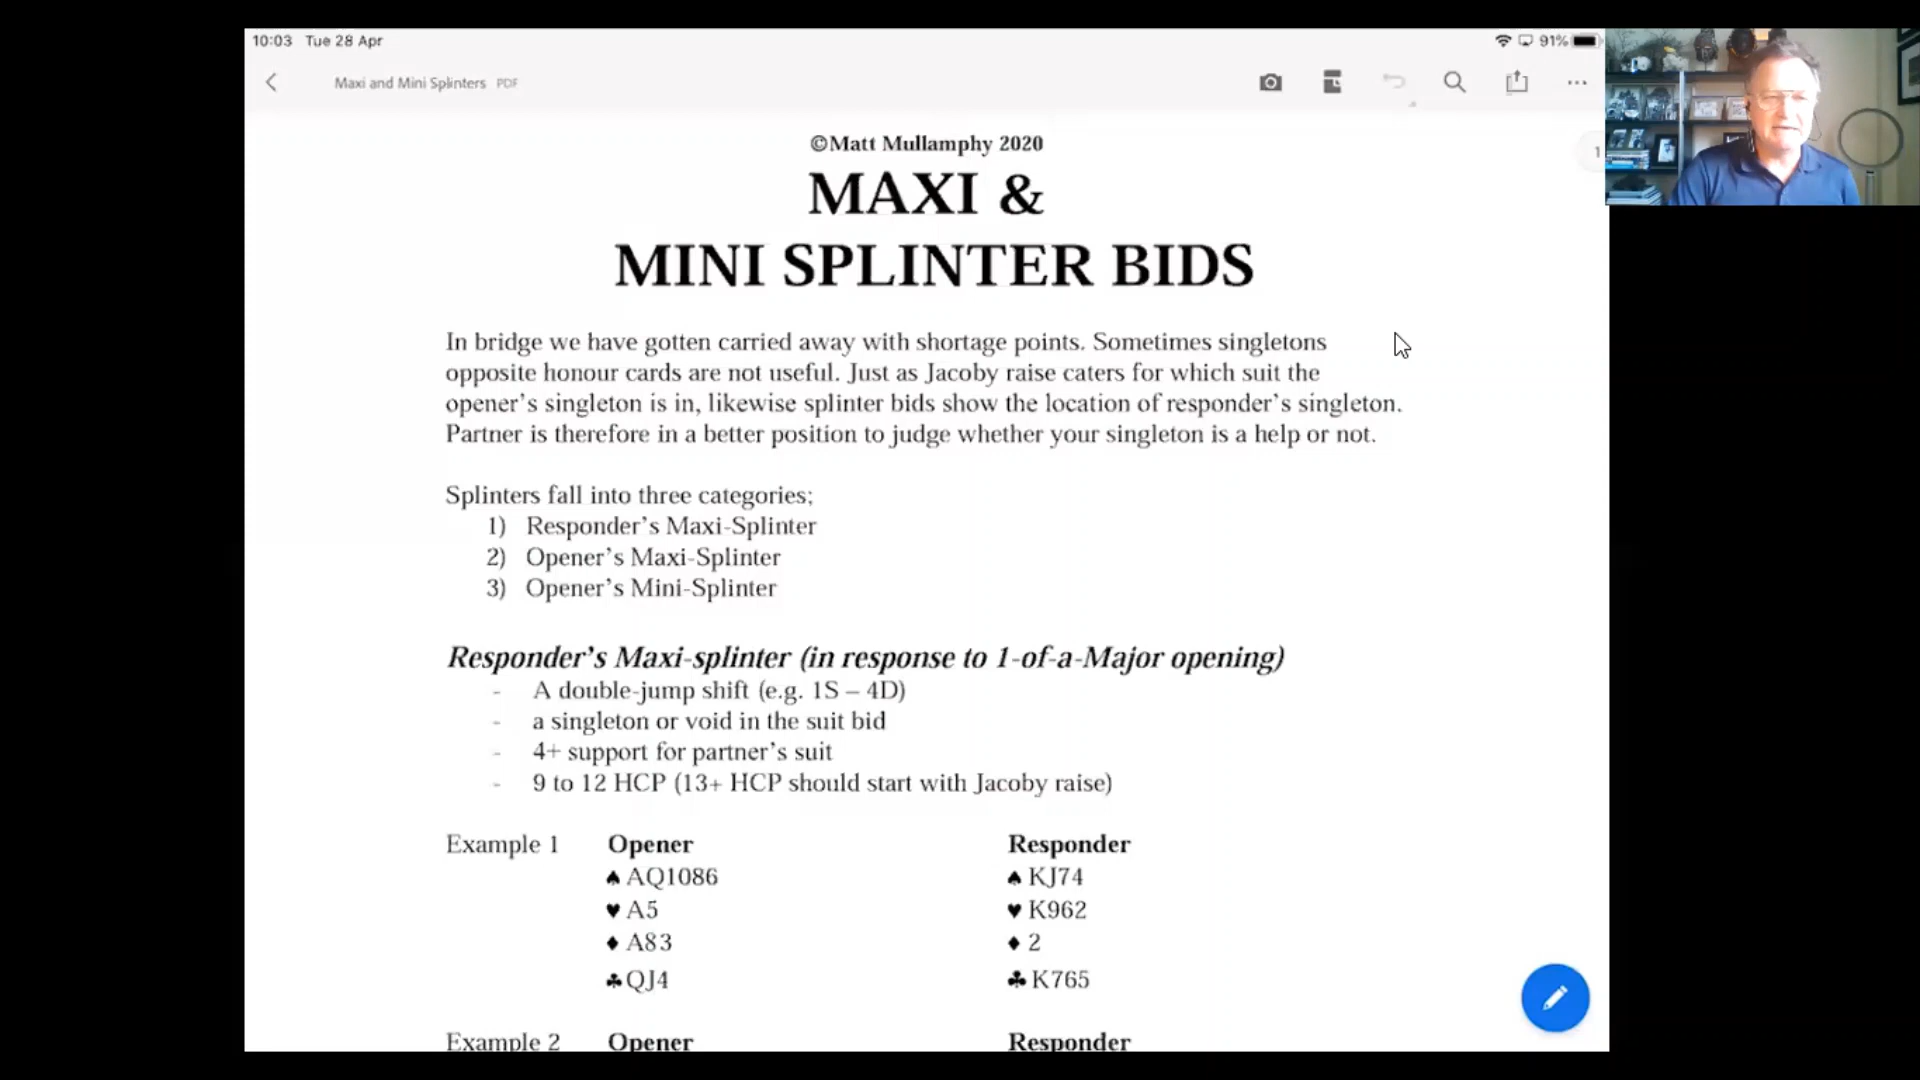 10:03 Tue 28 Apr
91%
Maxi and Mini Splinters PDF
1
©Matt Mullamphy 2020
MAXI &
MINI SPLINTER BIDS
In bridge we have gotten carried away with shortage points. Sometimes singletons
opposite honour cards are not useful. Just as Jacoby raise caters for which suit the
opener's singleton is in, likewise splinter bids show the location of responder's singleton.
Partner is therefore in a better position to judge whether your singleton is a help or not.
Splinters fall into three categories;
1) Responder's Maxi-Splinter
2) Opener's Maxi-Splinter
3) Opener's Mini-Splinter
Responder's Maxi-splinter (in response to 1-of-a-Major opening)
- A double-jump shift (e.g. 1S – 4D)
- a singleton or void in the suit bid
- 4+ support for partner's suit
- 9 to 12 HCP (13+ HCP should start with Jacoby raise)
Example 1 Opener Responder
♠ AQ1086 ♠ KJ74
♥ A5 ♥ K962
♦ A83 ♦ 2
♣ QJ4 ♣ K765
Example 2 Opener Responder